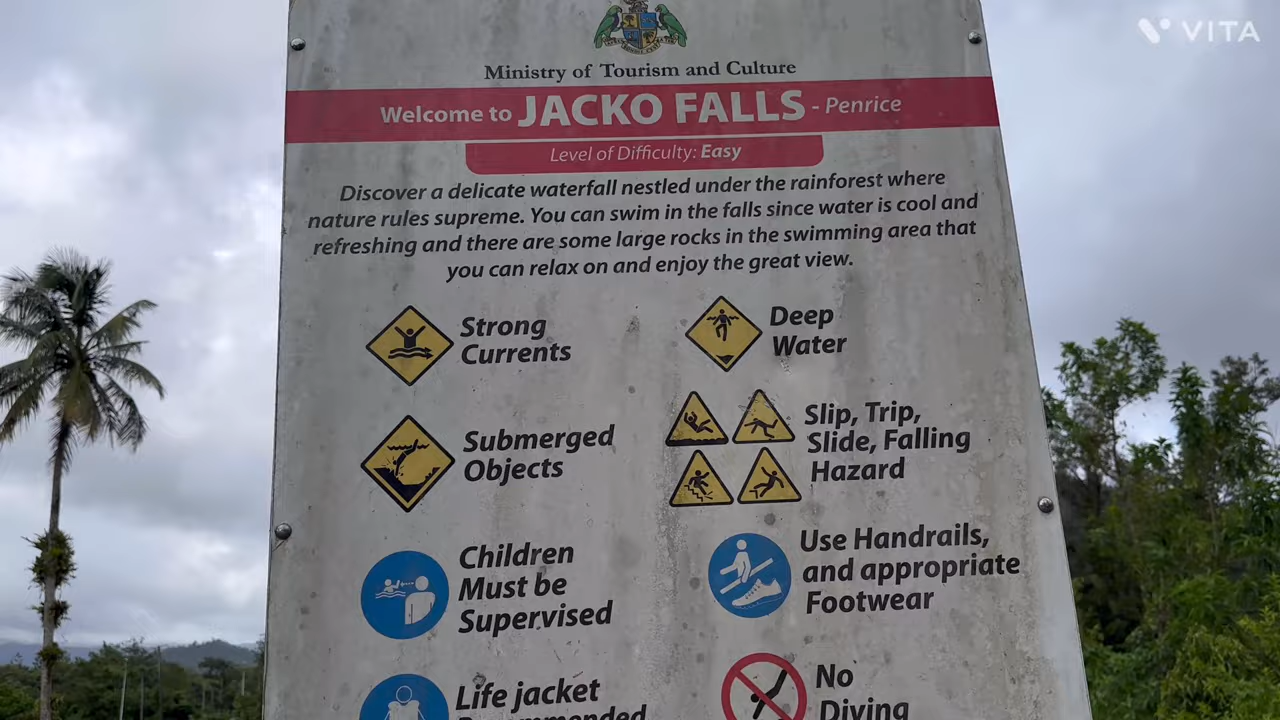 VITA
Ministry of Tourism and Culture
Welcome to JACKO FALLS - Penrice
Level of Difficulty: Easy
Discover a delicate waterfall nestled under the rainforest where
nature rules supreme. You can swim in the falls since water is cool and
refreshing and there are some large rocks in the swimming area that
you can relax on and enjoy the great view.
Strong
Currents
Deep
Water
Submerged
Objects
Slip, Trip,
Slide, Falling
Hazard
Children
Must be
Supervised
Use Handrails,
and appropriate
Footwear
Life jacket
Recommended
No
Diving